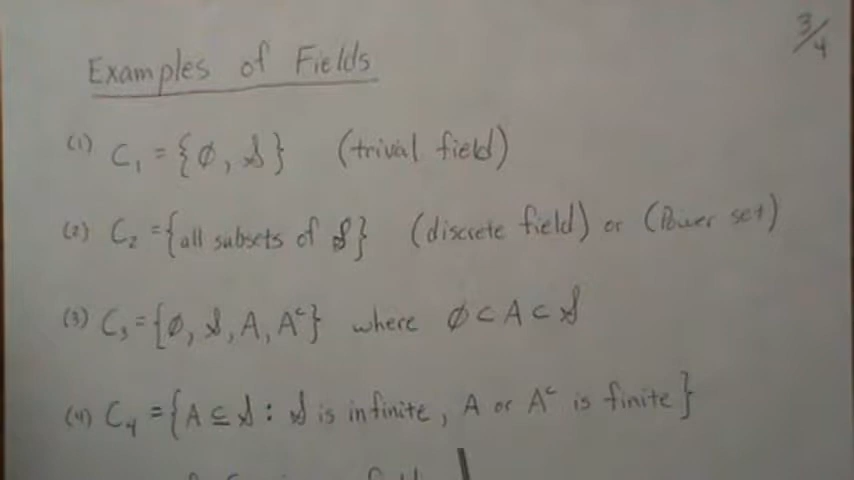 3/4
Examples of Fields
(1) C₁ = {∅, 𝒮} (trival field)
(2) C₂ = {all subsets of 𝒮} (discrete field) or (Power set)
(3) C₃ = {∅, 𝒮, A, Aᶜ} where ∅ ⊂ A ⊂ 𝒮
(4) C₄ = {A ⊆ 𝒮 : 𝒮 is infinite, A or Aᶜ is finite}